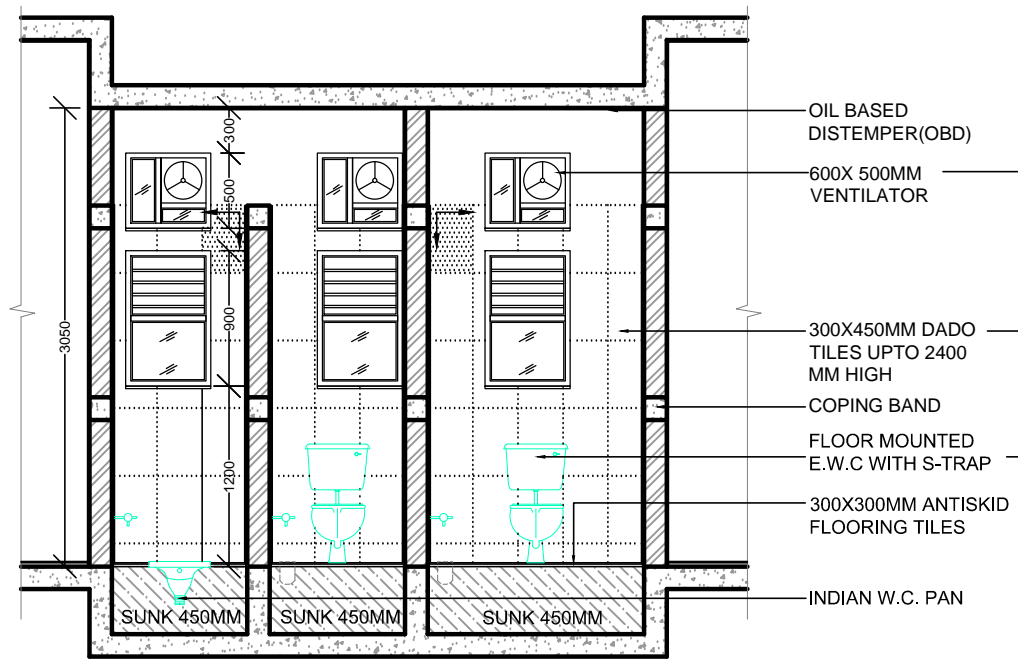 OIL BASED
DISTEMPER(OBD)
600X 500MM
VENTILATOR
300X450MM DADO
TILES UPTO 2400
MM HIGH
COPING BAND
FLOOR MOUNTED
E.W.C WITH S-TRAP
300X300MM ANTISKID
FLOORING TILES
INDIAN W.C. PAN
3050
300
500
900
1200
SUNK 450MM
SUNK 450MM
SUNK 450MM